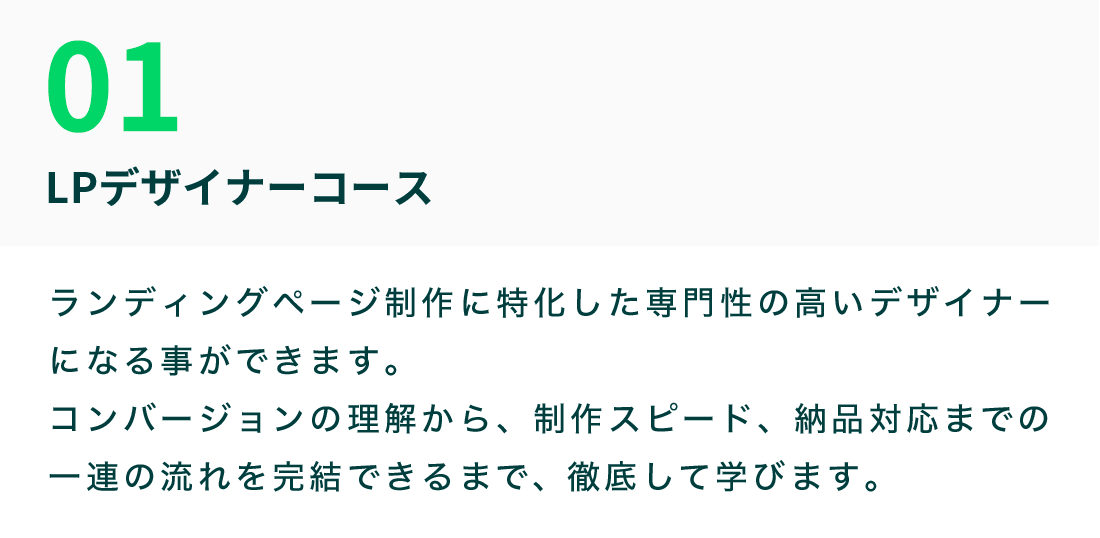 01
LPデザイナーコース
ランディングページ制作に特化した専門性の高いデザイナー
になる事ができます。
コンバージョンの理解から、制作スピード、納品対応までの
一連の流れを完結できるまで、徹底して学びます。